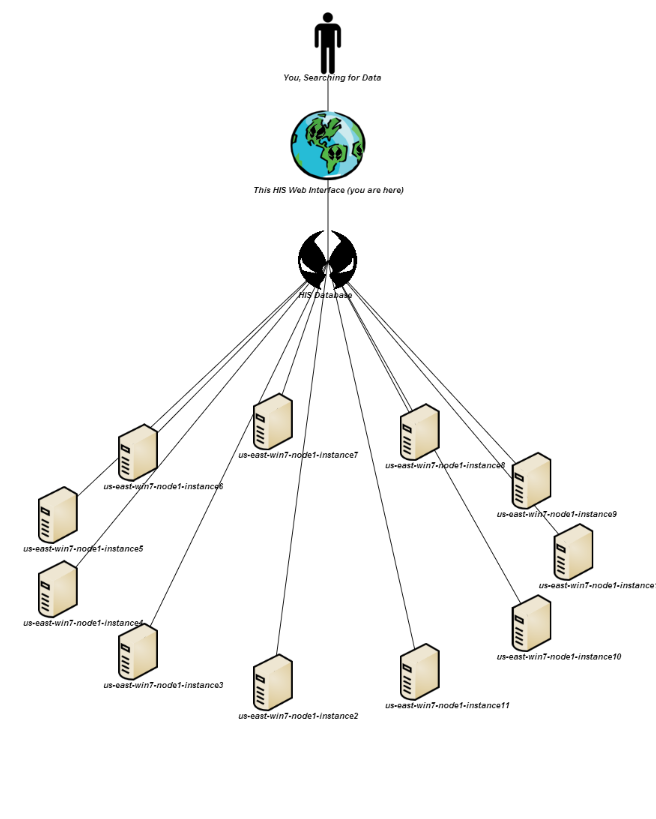 You, Searching for Data
This HIS Web Interface (you are here)
HIS Database
us-east-win7-node1-instance7
us-east-win7-node1-instance8
us-east-win7-node1-instance6
us-east-win7-node1-instance9
us-east-win7-node1-instance5
us-east-win7-node1-instance1
us-east-win7-node1-instance4
us-east-win7-node1-instance10
us-east-win7-node1-instance3
us-east-win7-node1-instance11
us-east-win7-node1-instance2